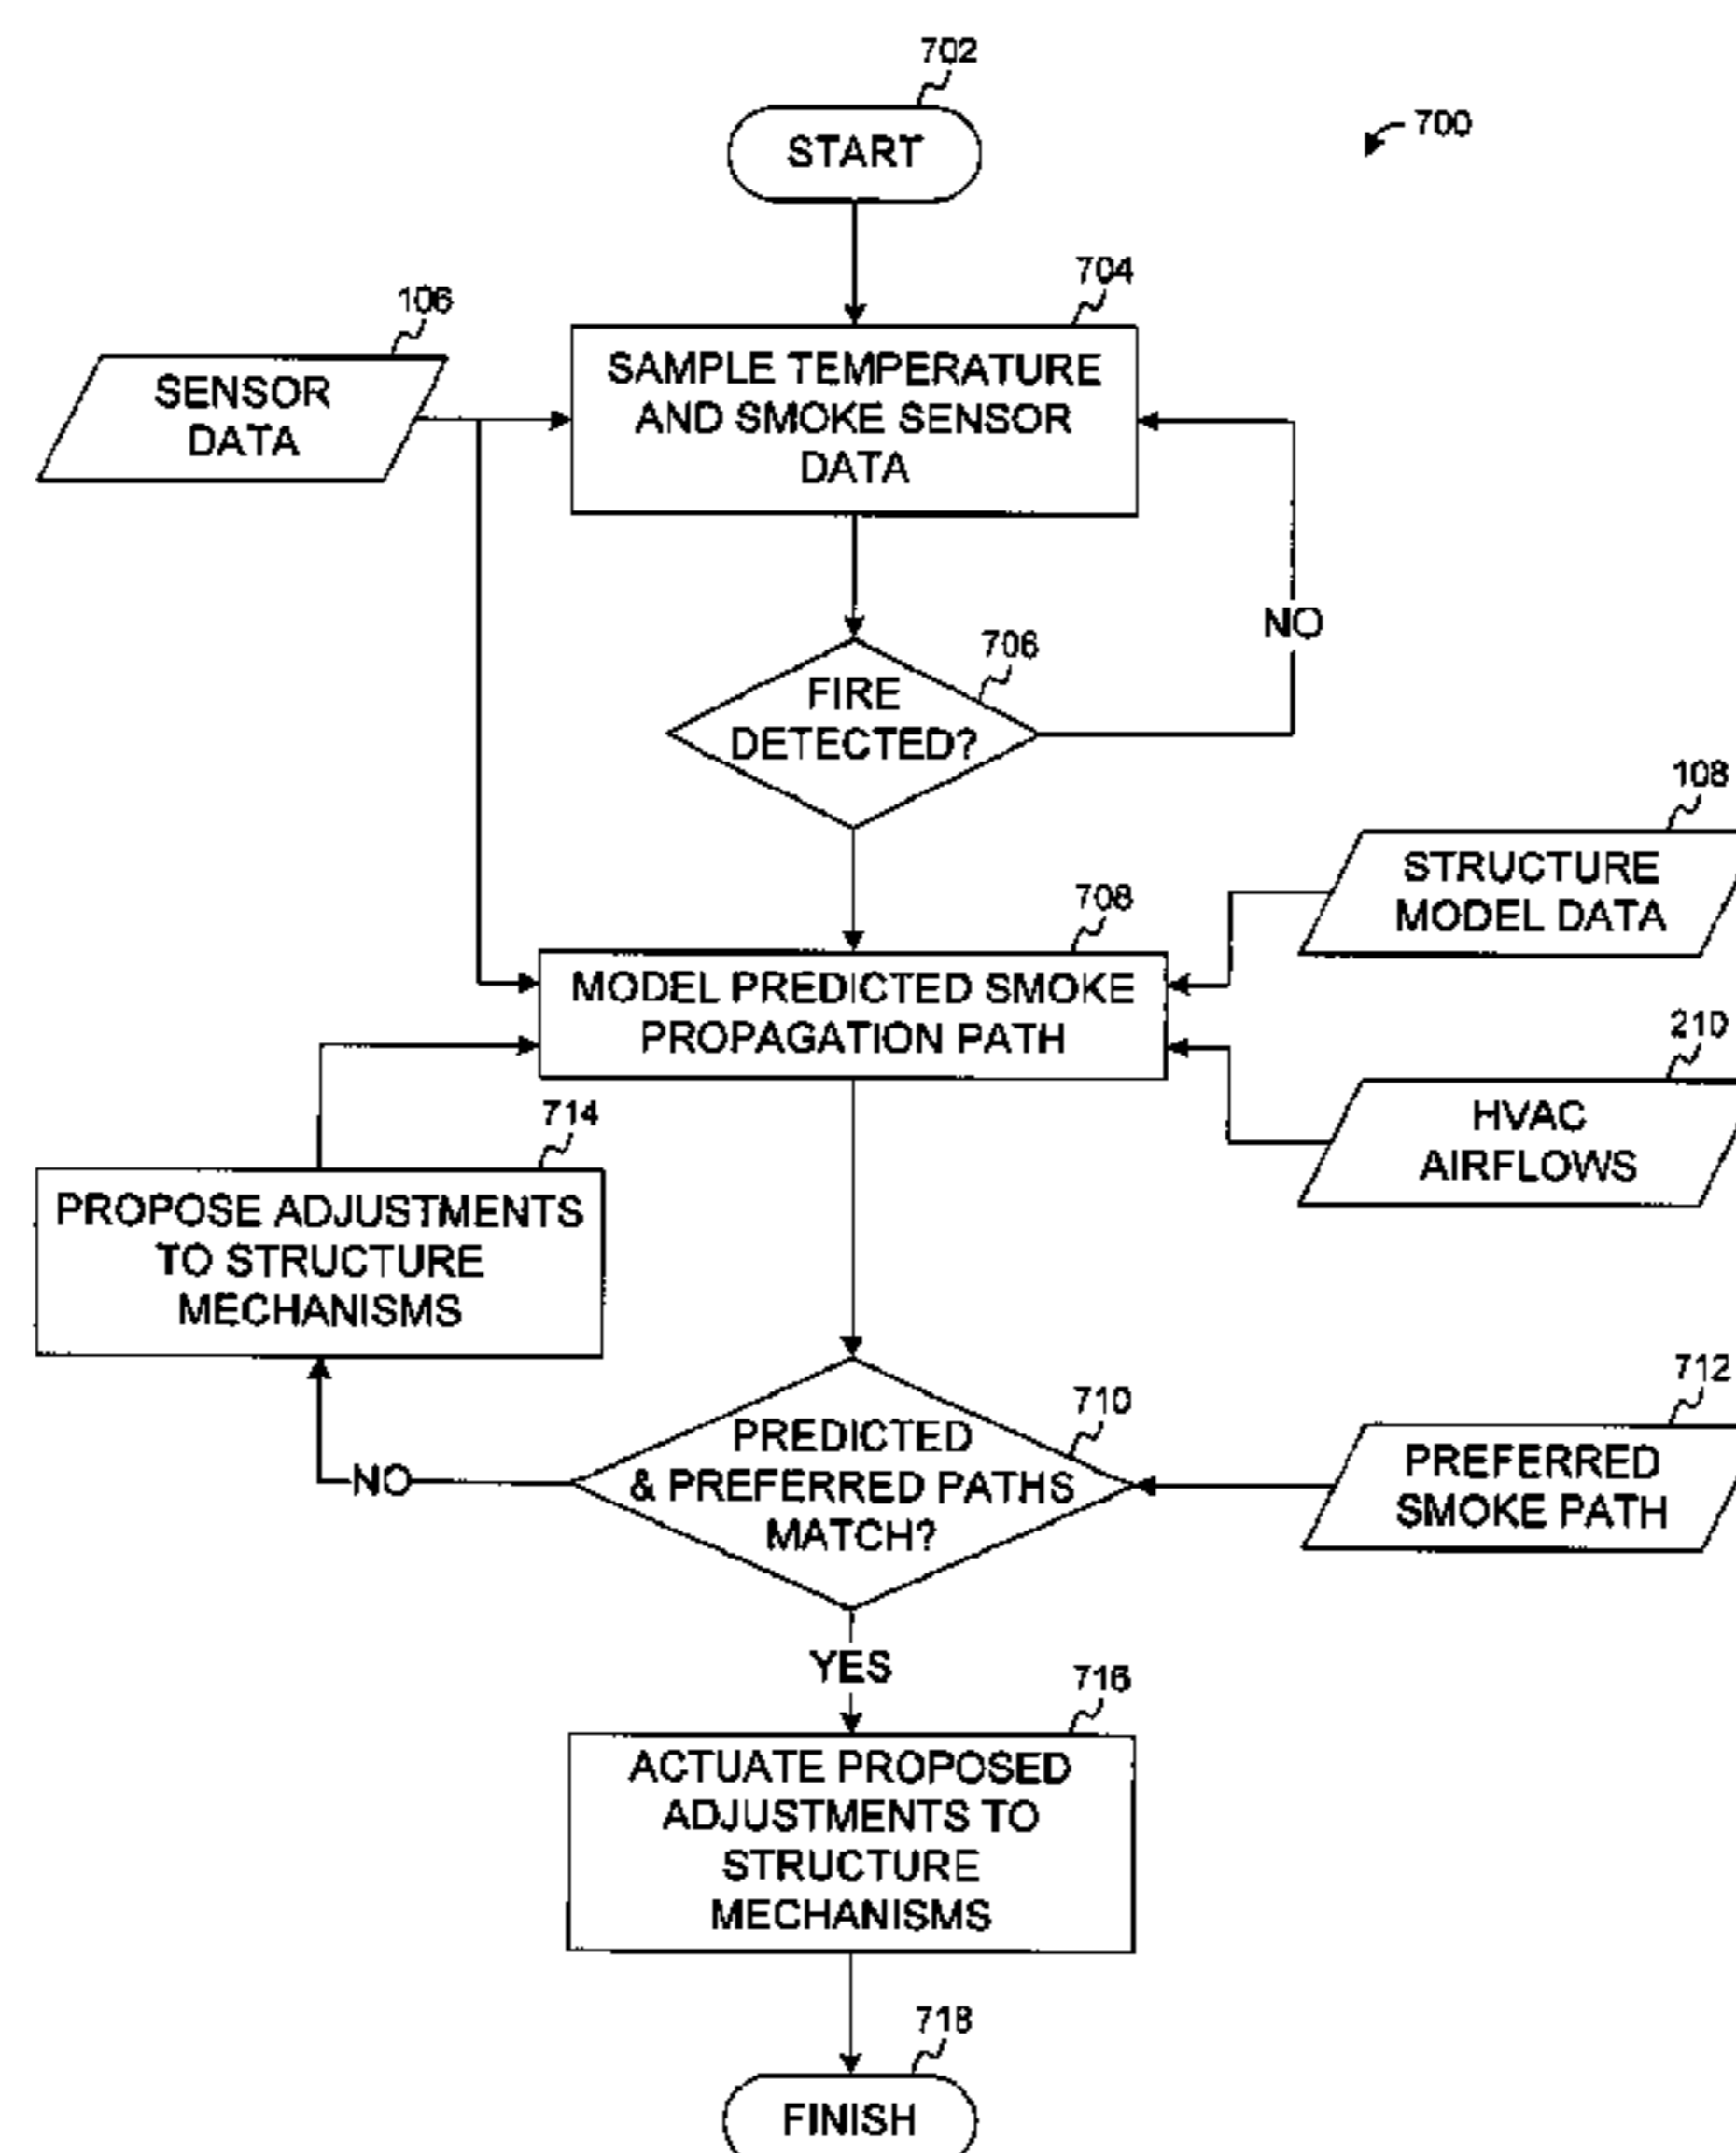 702
START
700
704
106
SENSOR
DATA
SAMPLE TEMPERATURE
AND SMOKE SENSOR
DATA
NO
706
FIRE
DETECTED?
108
STRUCTURE
MODEL DATA
708
MODEL PREDICTED SMOKE
PROPAGATION PATH
210
HVAC
AIRFLOWS
714
PROPOSE ADJUSTMENTS
TO STRUCTURE
MECHANISMS
712
PREFERRED
SMOKE PATH
710
PREDICTED
& PREFERRED PATHS
MATCH?
NO
YES
716
ACTUATE PROPOSED
ADJUSTMENTS TO
STRUCTURE
MECHANISMS
718
FINISH